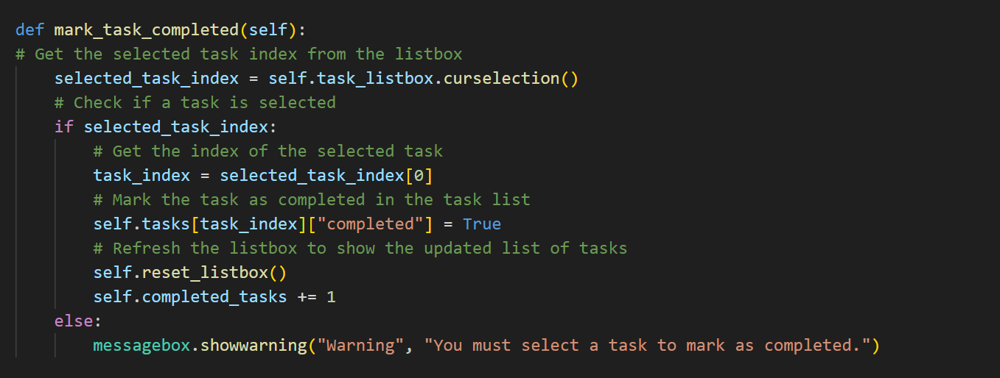 def mark_task_completed(self):
# Get the selected task index from the listbox
    selected_task_index = self.task_listbox.curselection()
    # Check if a task is selected
    if selected_task_index:
        # Get the index of the selected task
        task_index = selected_task_index[0]
        # Mark the task as completed in the task list
        self.tasks[task_index]["completed"] = True
        # Refresh the listbox to show the updated list of tasks
        self.reset_listbox()
        self.completed_tasks += 1
    else:
        messagebox.showwarning("Warning", "You must select a task to mark as completed.")